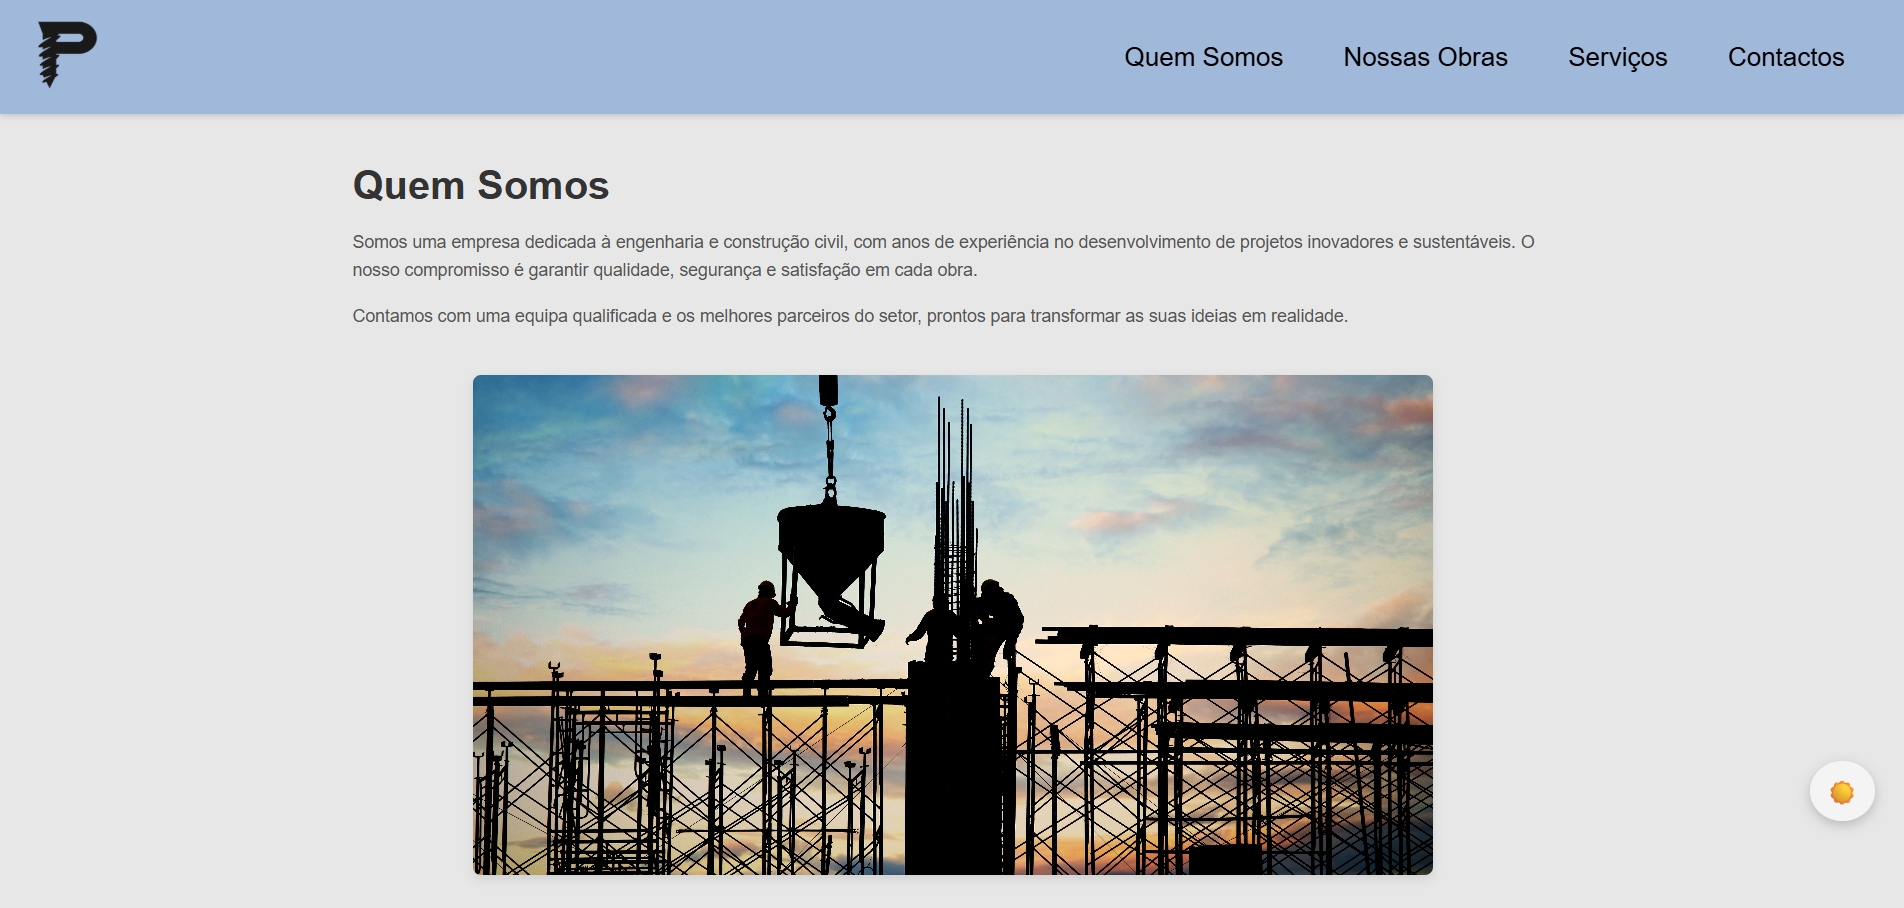 P
Quem Somos
Nossas Obras
Serviços
Contactos
Quem Somos
Somos uma empresa dedicada à engenharia e construção civil, com anos de experiência no desenvolvimento de projetos inovadores e sustentáveis. O
nosso compromisso é garantir qualidade, segurança e satisfação em cada obra.
Contamos com uma equipa qualificada e os melhores parceiros do setor, prontos para transformar as suas ideias em realidade.